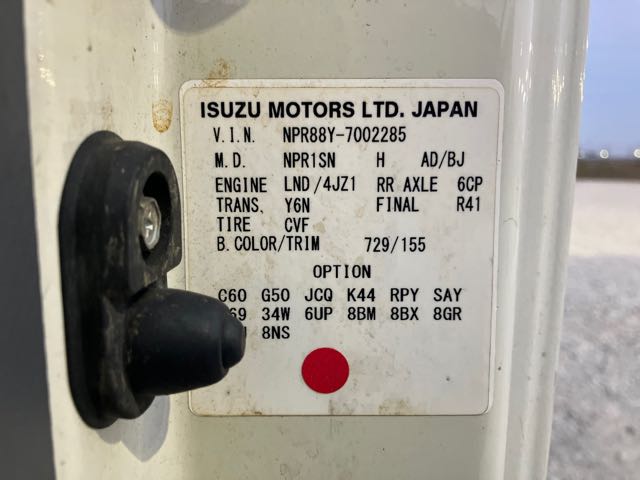 ISUZU MOTORS LTD. JAPAN
V.I.N. NPR88Y-7002285
M.D. NPR1SN H AD/BJ
ENGINE LND/4JZ1 RR AXLE 6CP
TRANS. Y6N FINAL R41
TIRE CVF
B.COLOR/TRIM 729/155
OPTION
C60 G50 JCQ K44 RPY SAY
34W 6UP 8BM 8BX 8GR
8NS